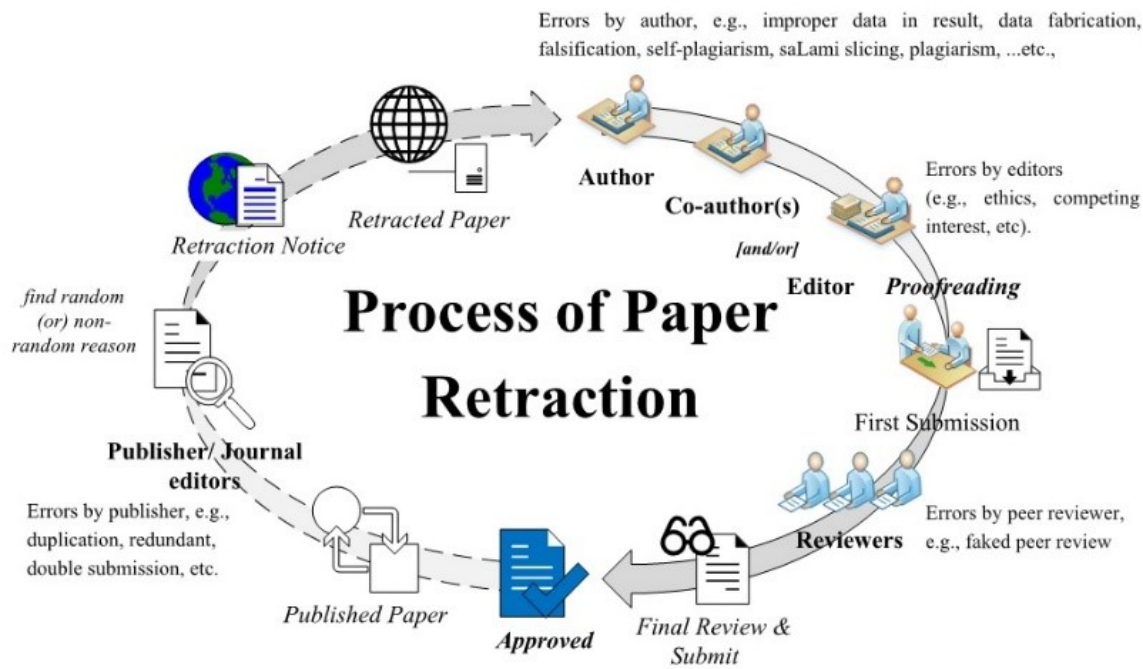 Errors by author, e.g., improper data in result, data fabrication,
falsification, self-plagiarism, saLami slicing, plagiarism, ...etc.,
Author
Co-author(s)
[and/or]
Editor
Errors by editors
(e.g., ethics, competing
interest, etc).
Proofreading
First Submission
Reviewers
Errors by peer reviewer,
e.g., faked peer review
Final Review &
Submit
Approved
Published Paper
Publisher/ Journal
editors
Errors by publisher, e.g.,
duplication, redundant,
double submission, etc.
find random
(or) non-
random reason
Retraction Notice
Retracted Paper
Process of Paper
Retraction